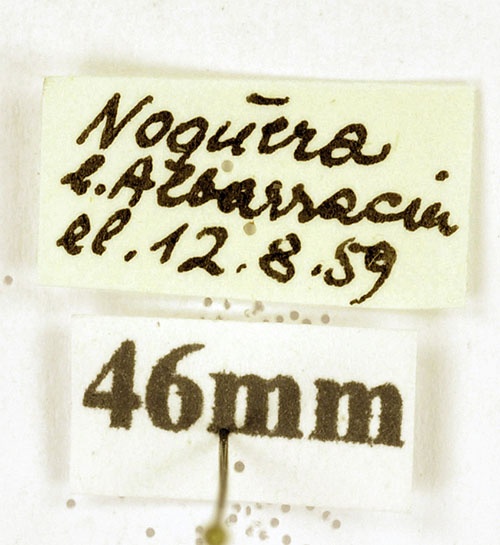 Noguera
b. Albarracin
el. 12.8.59
46mm